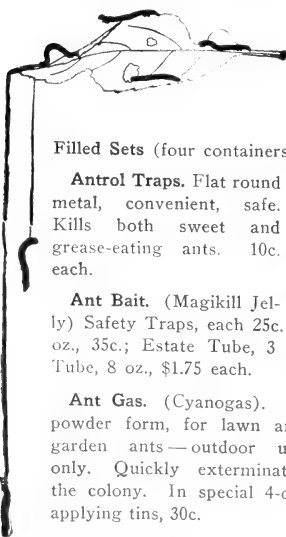 Filled Sets (four containers
Antrol Traps. Flat round
metal, convenient, safe.
Kills both sweet and
grease-eating ants. 10c.
each.
Ant Bait. (Magikill Jel-
ly) Safety Traps, each 25c.
oz., 35c.; Estate Tube, 3
Tube, 8 oz., $1.75 each.
Ant Gas. (Cyanogas).
powder form, for lawn
garden ants — outdoor
only. Quickly
the colony. In special
applying tins, 30c.